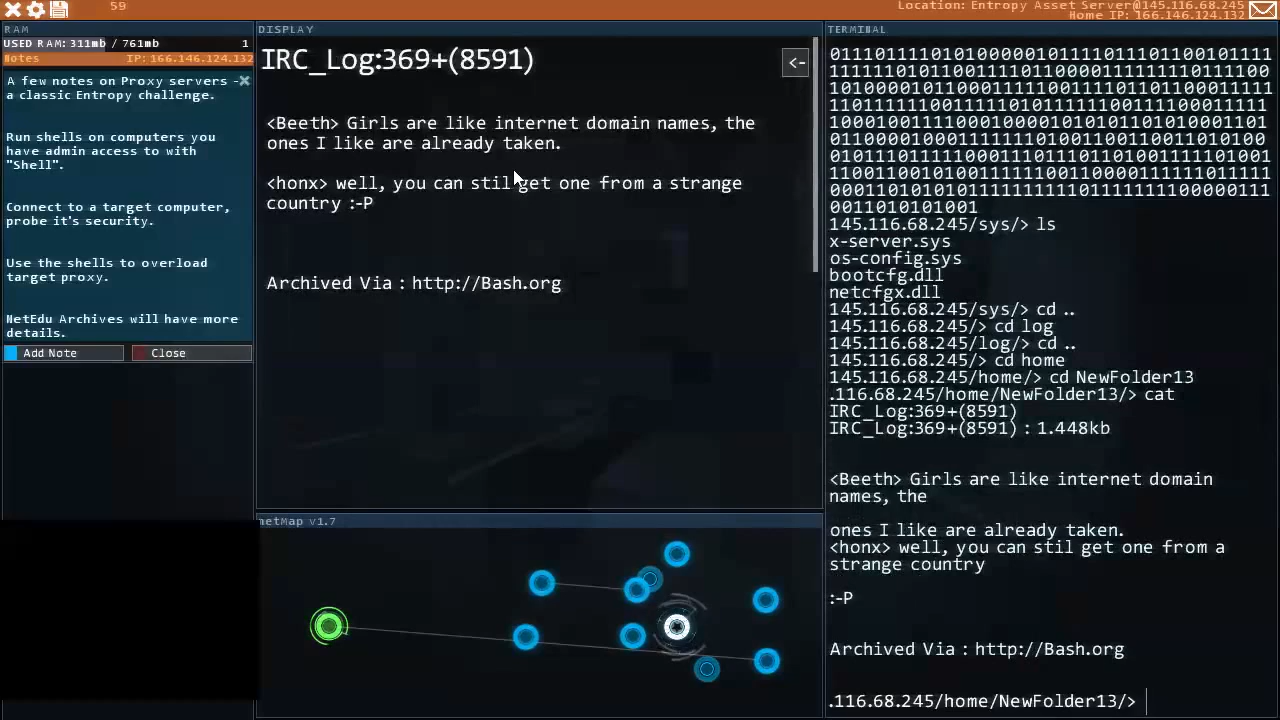 59
Location: Entropy Asset Server@145.116.68.245
Home IP: 166.146.124.132
RAM
USED RAM: 311mb / 761mb 1
Notes IP: 166.146.124.132
A few notes on Proxy servers -
a classic Entropy challenge.
Run shells on computers you
have admin access to with
"Shell".
Connect to a target computer,
probe it's security.
Use the shells to overload
target proxy.
NetEdu Archives will have more
details.
Add Note Close
DISPLAY
IRC_Log:369+(8591)
<-
<Beeth> Girls are like internet domain names, the
ones I like are already taken.
<honx> well, you can stil get one from a strange
country :-P
Archived Via : http://Bash.org
netMap v1.7
TERMINAL
145.116.68.245/sys/> ls
x-server.sys
os-config.sys
bootcfg.dll
netcfgx.dll
145.116.68.245/sys/> cd ..
145.116.68.245/> cd log
145.116.68.245/log/> cd ..
145.116.68.245/> cd home
145.116.68.245/home/> cd NewFolder13
.116.68.245/home/NewFolder13/> cat
IRC_Log:369+(8591)
IRC_Log:369+(8591) : 1.448kb
<Beeth> Girls are like internet domain
names, the
ones I like are already taken.
<honx> well, you can stil get one from a
strange country
:-P
Archived Via : http://Bash.org
.116.68.245/home/NewFolder13/>